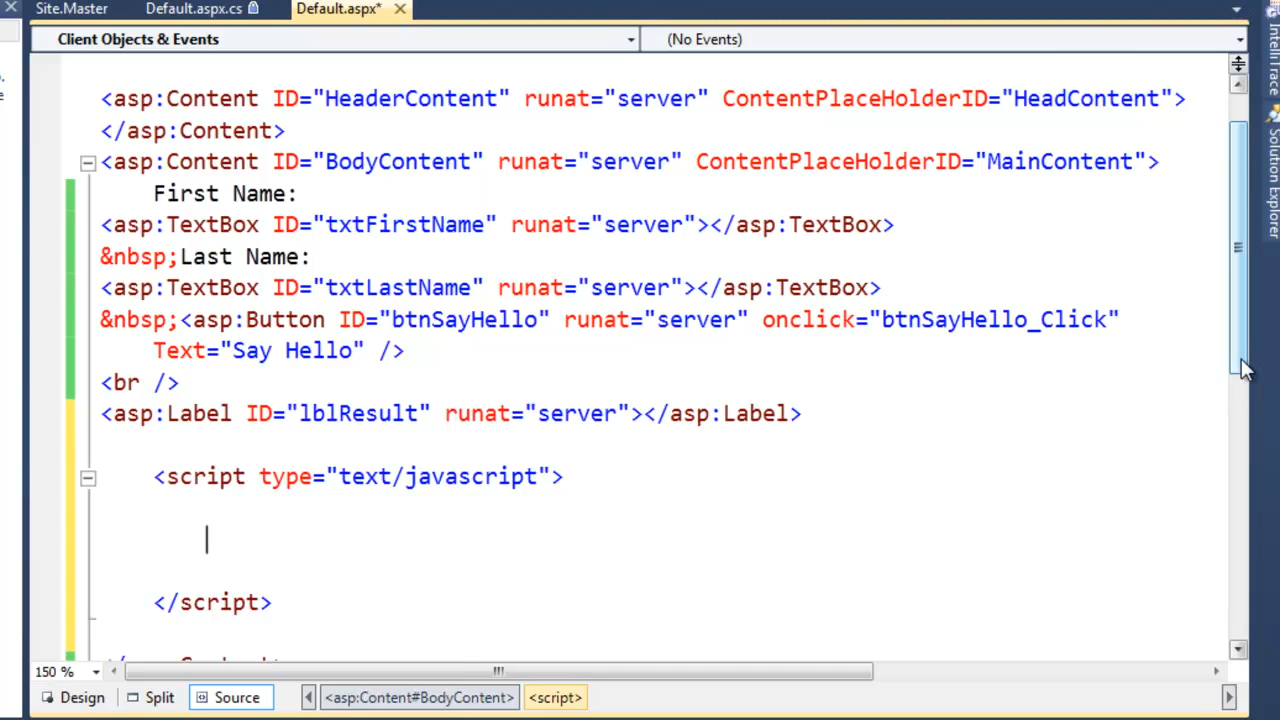 Site.Master Default.aspx.cs Default.aspx*
Client Objects & Events (No Events)
<asp:Content ID="HeaderContent" runat="server" ContentPlaceHolderID="HeadContent">
</asp:Content>
<asp:Content ID="BodyContent" runat="server" ContentPlaceHolderID="MainContent">
First Name:
<asp:TextBox ID="txtFirstName" runat="server"></asp:TextBox>
&nbsp;Last Name:
<asp:TextBox ID="txtLastName" runat="server"></asp:TextBox>
&nbsp;<asp:Button ID="btnSayHello" runat="server" onclick="btnSayHello_Click"
Text="Say Hello" />
<br />
<asp:Label ID="lblResult" runat="server"></asp:Label>
<script type="text/javascript">
</script>
150 %
Design Split Source <asp:Content#BodyContent> <script>
IntelliTrace
Solution Explorer